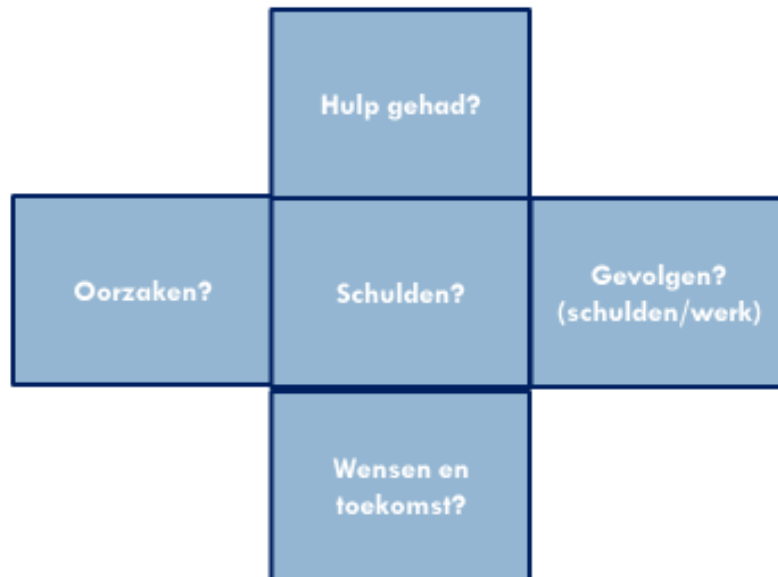 Hulp gehad?
Oorzaken?
Schulden?
Gevolgen?
(schulden/werk)
Wensen en
toekomst?